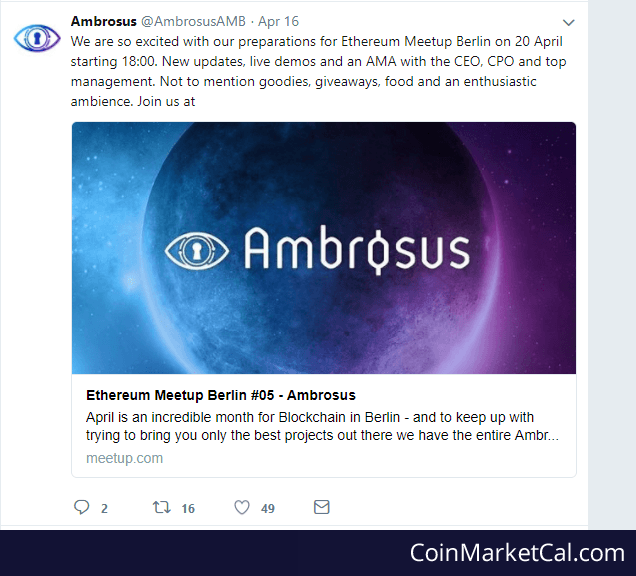 Ambrosus @AmbrosusAMB · Apr 16
We are so excited with our preparations for Ethereum Meetup Berlin on 20 April
starting 18:00. New updates, live demos and an AMA with the CEO, CPO and top
management. Not to mention goodies, giveaways, food and an enthusiastic
ambience. Join us at
Ambrosus
Ethereum Meetup Berlin #05 - Ambrosus
April is an incredible month for Blockchain in Berlin - and to keep up with
trying to bring you only the best projects out there we have the entire Ambr...
meetup.com
2 16 49
CoinMarketCal.com